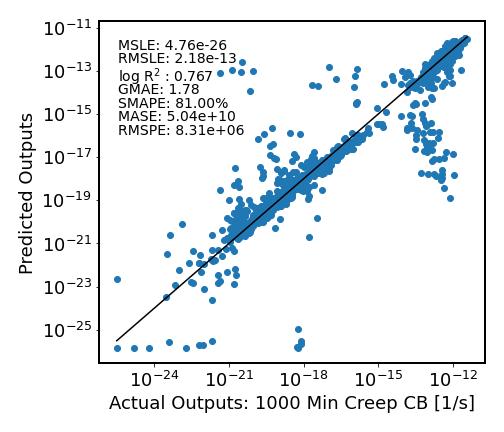 MSLE: 4.76e-26
RMSLE: 2.18e-13
log R² : 0.767
GMAE: 1.78
SMAPE: 81.00%
MASE: 5.04e+10
RMSPE: 8.31e+06
10⁻¹¹
10⁻¹³
10⁻¹⁵
10⁻¹⁷
10⁻¹⁹
10⁻²¹
10⁻²³
10⁻²⁵
Predicted Outputs
10⁻²⁴ 10⁻²¹ 10⁻¹⁸ 10⁻¹⁵ 10⁻¹²
Actual Outputs: 1000 Min Creep CB [1/s]